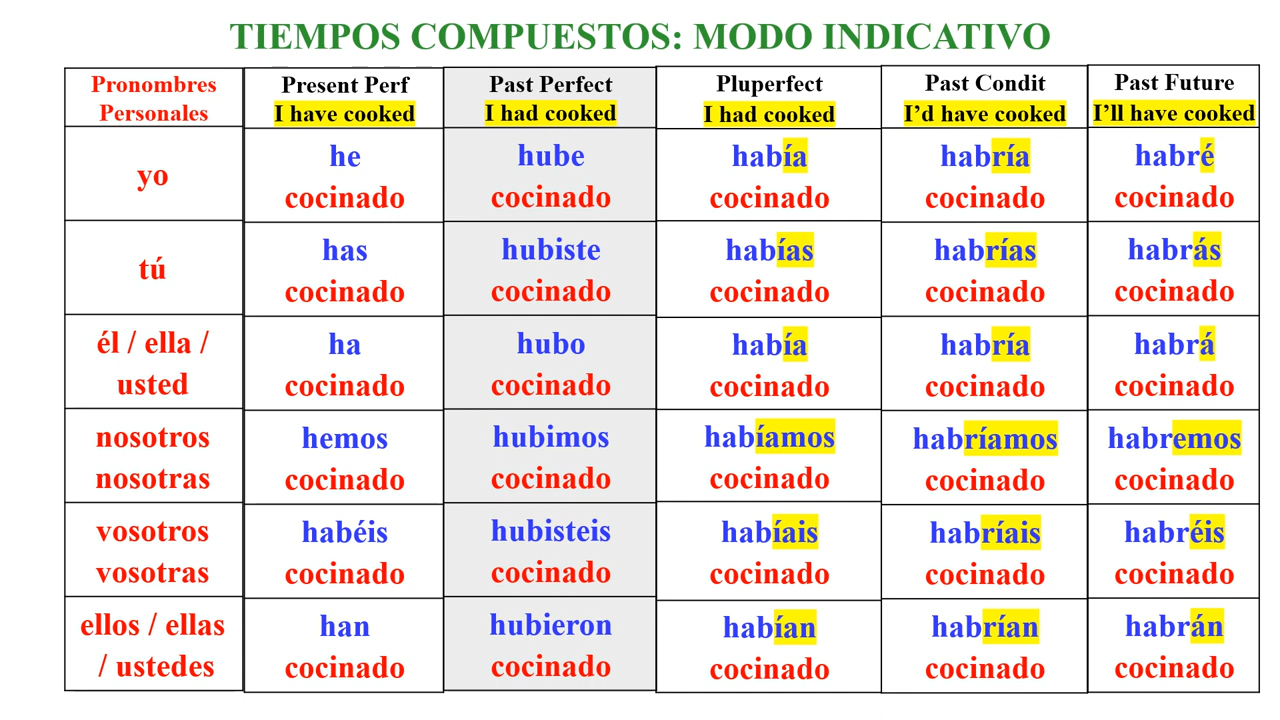 TIEMPOS COMPUESTOS: MODO INDICATIVO
Pronombres Personales
Present Perf
I have cooked
Past Perfect
I had cooked
Pluperfect
I had cooked
Past Condit
I'd have cooked
Past Future
I'll have cooked
yo
he
cocinado
hube
cocinado
había
cocinado
habría
cocinado
habré
cocinado
tú
has
cocinado
hubiste
cocinado
habías
cocinado
habrías
cocinado
habrás
cocinado
él / ella /
usted
ha
cocinado
hubo
cocinado
había
cocinado
habría
cocinado
habrá
cocinado
nosotros
nosotras
hemos
cocinado
hubimos
cocinado
habíamos
cocinado
habríamos
cocinado
habremos
cocinado
vosotros
vosotras
habéis
cocinado
hubisteis
cocinado
habíais
cocinado
habríais
cocinado
habréis
cocinado
ellos / ellas
/ ustedes
han
cocinado
hubieron
cocinado
habían
cocinado
habrían
cocinado
habrán
cocinado